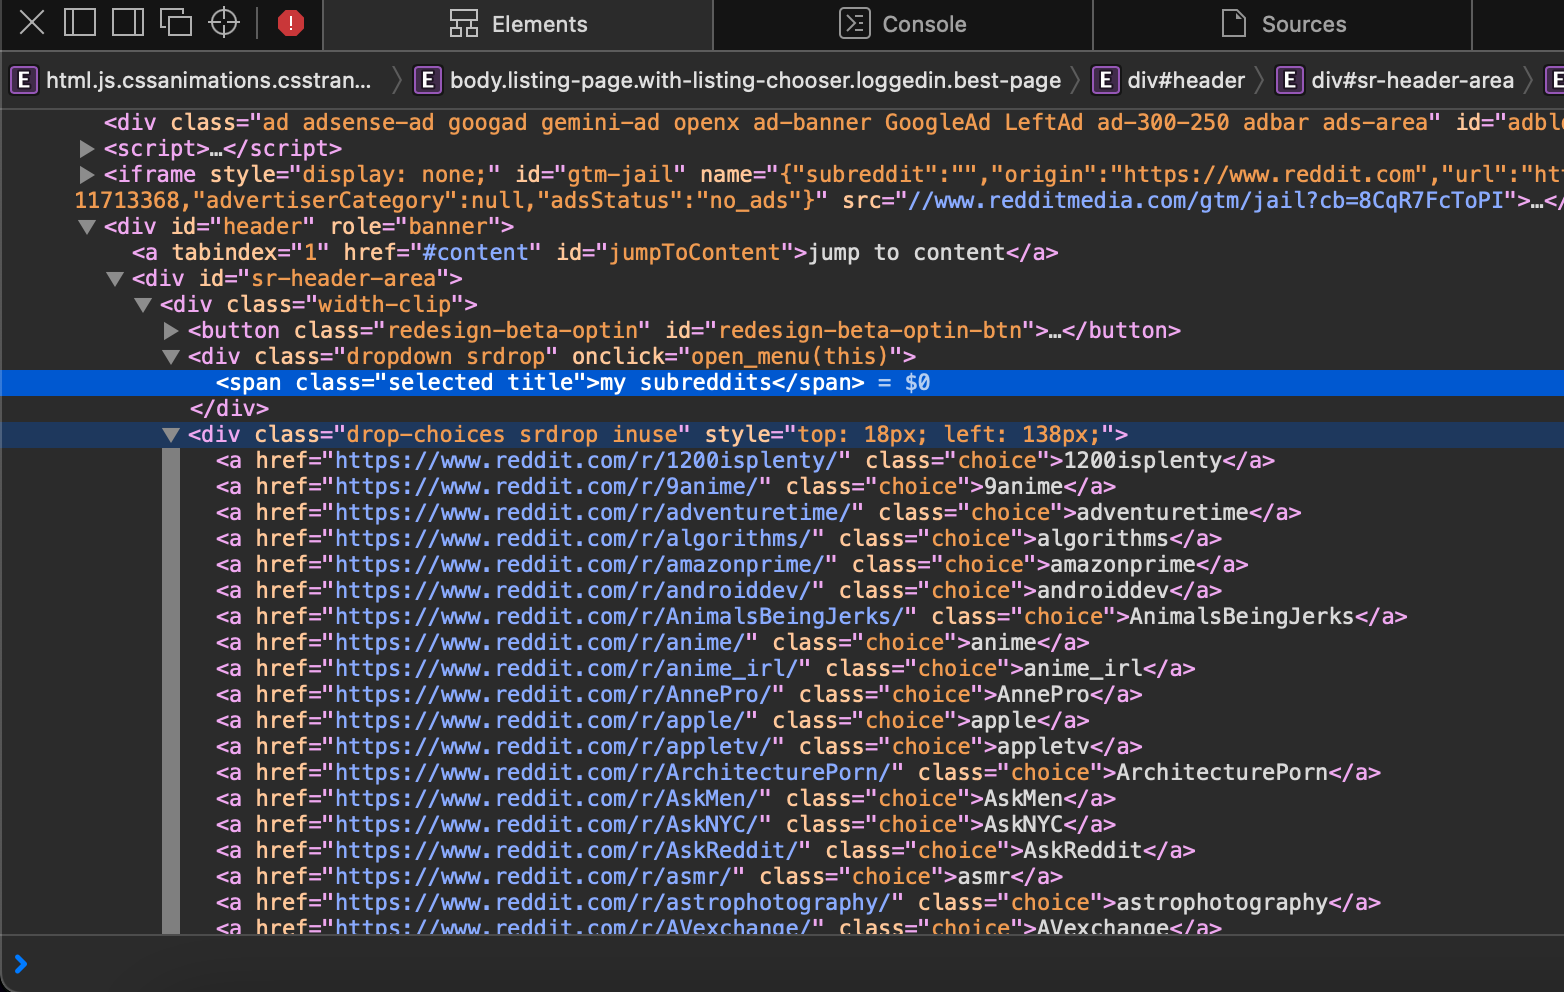 Elements Console Sources
E html.js.cssanimations.csstran... E body.listing-page.with-listing-chooser.loggedin.best-page E div#header E div#sr-header-area E
<div class="ad adsense-ad googad gemini-ad openx ad-banner GoogleAd LeftAd ad-300-250 adbar ads-area" id="adblo
<script>…</script>
<iframe style="display: none;" id="gtm-jail" name="{"subreddit":"","origin":"https://www.reddit.com","url":"htt
11713368,"advertiserCategory":null,"adsStatus":"no_ads"}" src="//www.redditmedia.com/gtm/jail?cb=8CqR7FcToPI">…</
<div id="header" role="banner">
<a tabindex="1" href="#content" id="jumpToContent">jump to content</a>
<div id="sr-header-area">
<div class="width-clip">
<button class="redesign-beta-optin" id="redesign-beta-optin-btn">…</button>
<div class="dropdown srdrop" onclick="open_menu(this)">
<span class="selected title">my subreddits</span> = $0
</div>
<div class="drop-choices srdrop inuse" style="top: 18px; left: 138px;">
<a href="https://www.reddit.com/r/1200isplenty/" class="choice">1200isplenty</a>
<a href="https://www.reddit.com/r/9anime/" class="choice">9anime</a>
<a href="https://www.reddit.com/r/adventuretime/" class="choice">adventuretime</a>
<a href="https://www.reddit.com/r/algorithms/" class="choice">algorithms</a>
<a href="https://www.reddit.com/r/amazonprime/" class="choice">amazonprime</a>
<a href="https://www.reddit.com/r/androiddev/" class="choice">androiddev</a>
<a href="https://www.reddit.com/r/AnimalsBeingJerks/" class="choice">AnimalsBeingJerks</a>
<a href="https://www.reddit.com/r/anime/" class="choice">anime</a>
<a href="https://www.reddit.com/r/anime_irl/" class="choice">anime_irl</a>
<a href="https://www.reddit.com/r/AnnePro/" class="choice">AnnePro</a>
<a href="https://www.reddit.com/r/apple/" class="choice">apple</a>
<a href="https://www.reddit.com/r/appletv/" class="choice">appletv</a>
<a href="https://www.reddit.com/r/ArchitecturePorn/" class="choice">ArchitecturePorn</a>
<a href="https://www.reddit.com/r/AskMen/" class="choice">AskMen</a>
<a href="https://www.reddit.com/r/AskNYC/" class="choice">AskNYC</a>
<a href="https://www.reddit.com/r/AskReddit/" class="choice">AskReddit</a>
<a href="https://www.reddit.com/r/asmr/" class="choice">asmr</a>
<a href="https://www.reddit.com/r/astrophotography/" class="choice">astrophotography</a>
<a href="https://www.reddit.com/r/AVexchange/" class="choice">AVexchange</a>